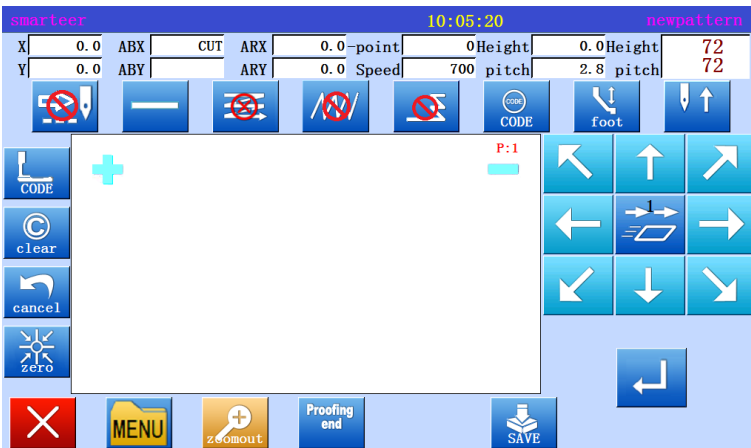 smarteer 10:05:20 newpattern
X 0.0 ABX CUT ARX 0.0 -point 0 Height 0.0 Height 72
Y 0.0 ABY ARY 0.0 Speed 700 pitch 2.8 pitch 72
CODE
CODE foot
P:1
CODE
1
C
clear
cancel
zero
MENU
zoomout
Proofing
end
SAVE